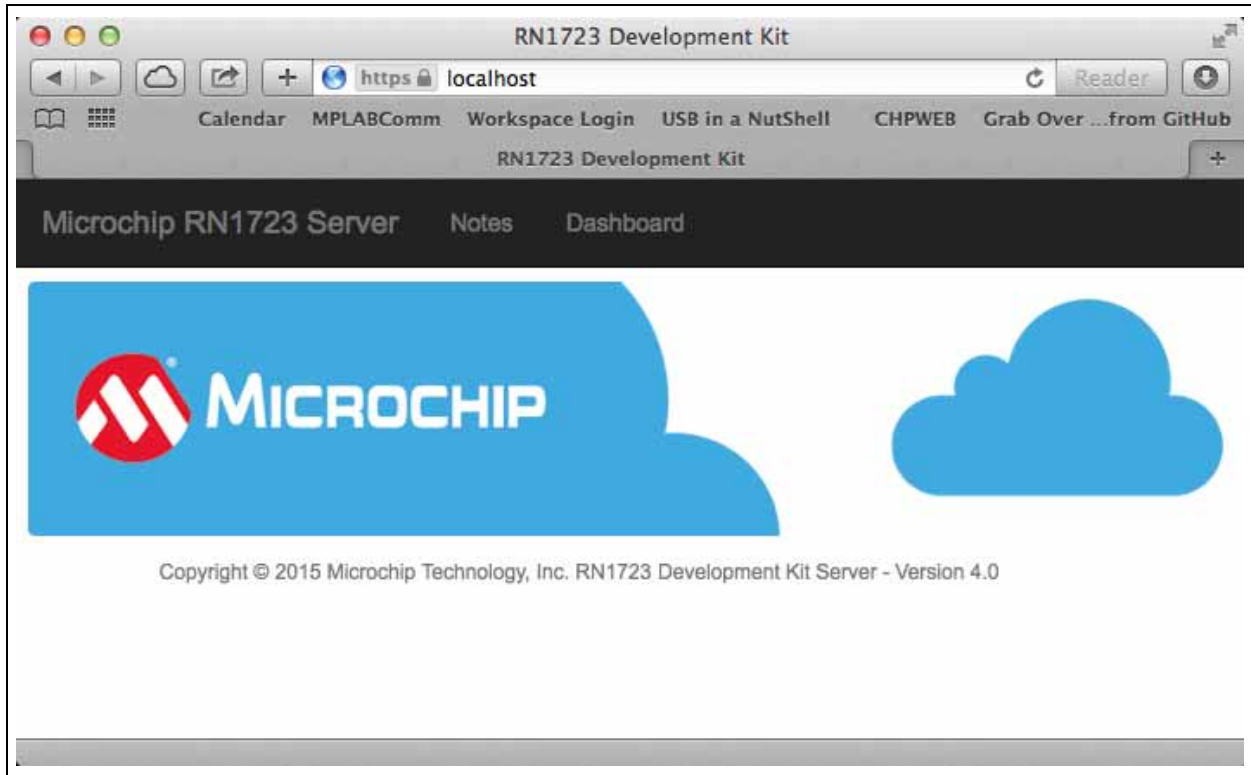 RN1723 Development Kit
https localhost Reader
Calendar MPLABComm Workspace Login USB in a NutShell CHPWEB Grab Over ...from GitHub
RN1723 Development Kit
Microchip RN1723 Server Notes Dashboard
MICROCHIP
Copyright © 2015 Microchip Technology, Inc. RN1723 Development Kit Server - Version 4.0